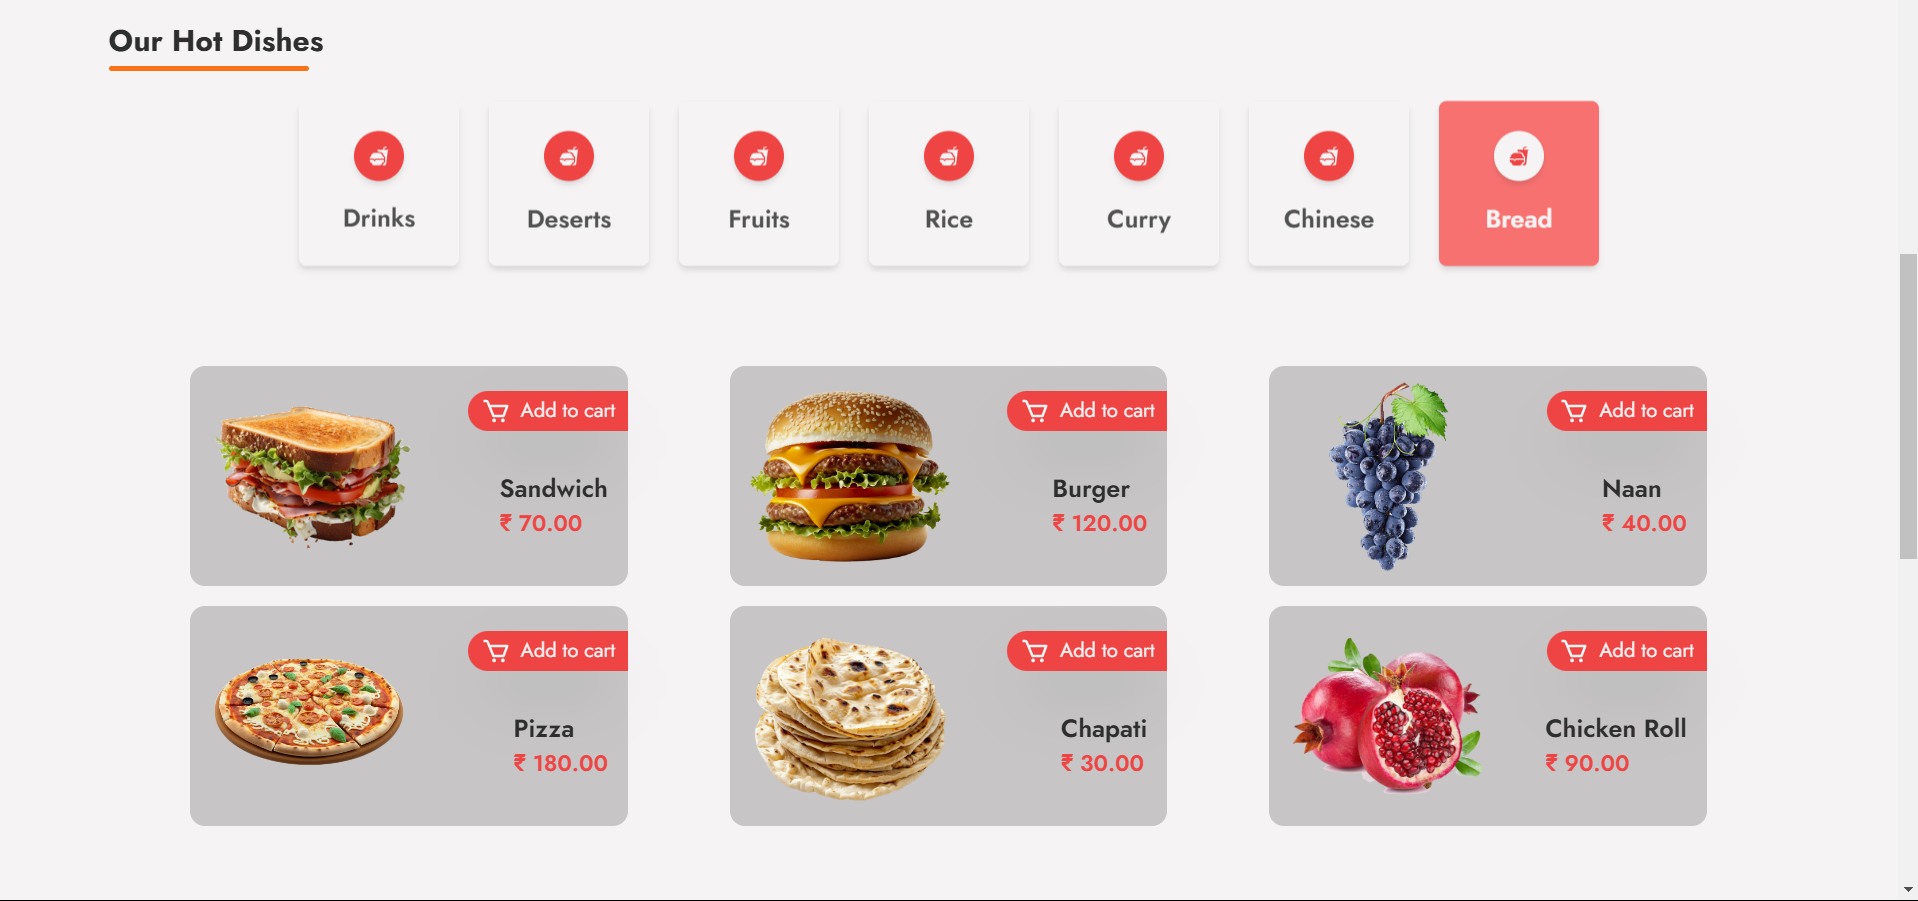 Our Hot Dishes
Drinks
Deserts
Fruits
Rice
Curry
Chinese
Bread
Add to cart
Sandwich
₹ 70.00
Add to cart
Burger
₹ 120.00
Add to cart
Naan
₹ 40.00
Add to cart
Pizza
₹ 180.00
Add to cart
Chapati
₹ 30.00
Add to cart
Chicken Roll
₹ 90.00